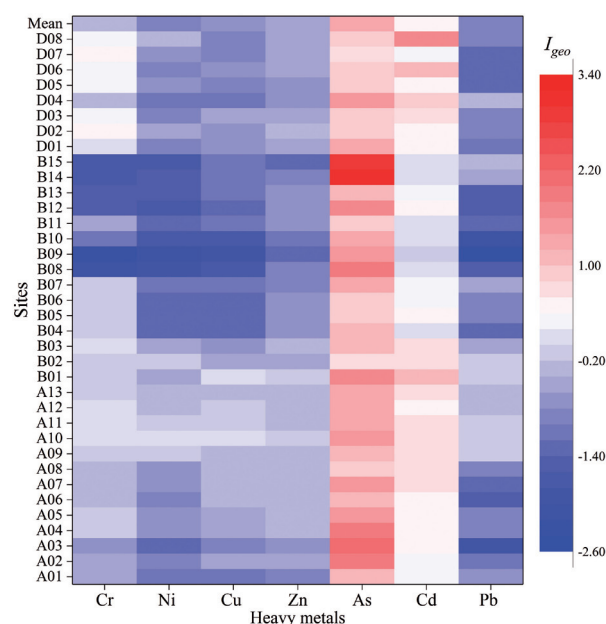 I_geo
3.40
2.20
1.00
-0.20
-1.40
-2.60
Sites
Mean
D08
D07
D06
D05
D04
D03
D02
D01
B15
B14
B13
B12
B11
B10
B09
B08
B07
B06
B05
B04
B03
B02
B01
A13
A12
A11
A10
A09
A08
A07
A06
A05
A04
A03
A02
A01
Cr Ni Cu Zn As Cd Pb
Heavy metals